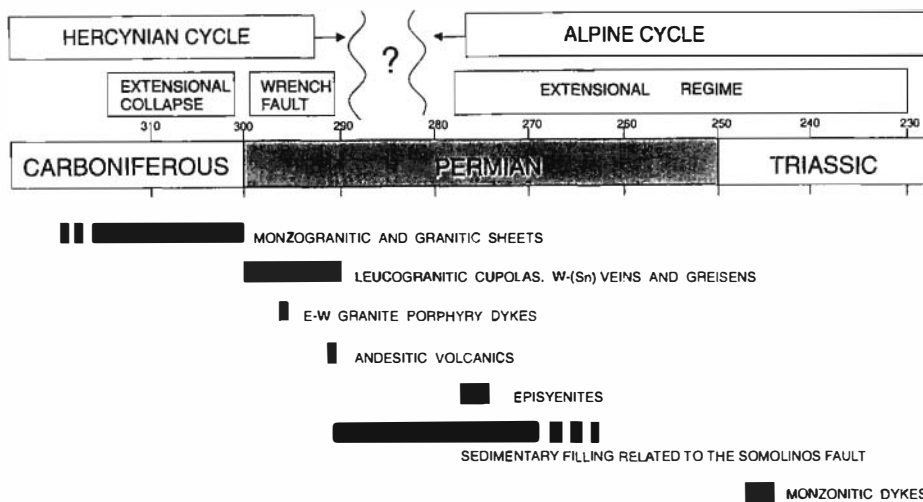 HERCYNIAN CYCLE
?
ALPINE CYCLE
EXTENSIONAL
COLLAPSE
WRENCH
FAULT
EXTENSIONAL REGIME
310 300 290 280 270 260 250 240 230
CARBONIFEROUS PERMIAN TRIASSIC
MONZOGRANITIC AND GRANITIC SHEETS
LEUCOGRANITIC CUPOLAS. W-(Sn) VEINS AND GREISENS
E-W GRANITE PORPHYRY DYKES
ANDESITIC VOLCANICS
EPISYENITES
SEDIMENTARY FILLING RELATED TO THE SOMOLINOS FAULT
MONZONITIC DYKES